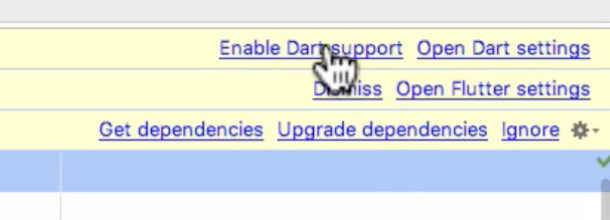 Enable Dart support Open Dart settings
Dismiss Open Flutter settings
Get dependencies Upgrade dependencies Ignore